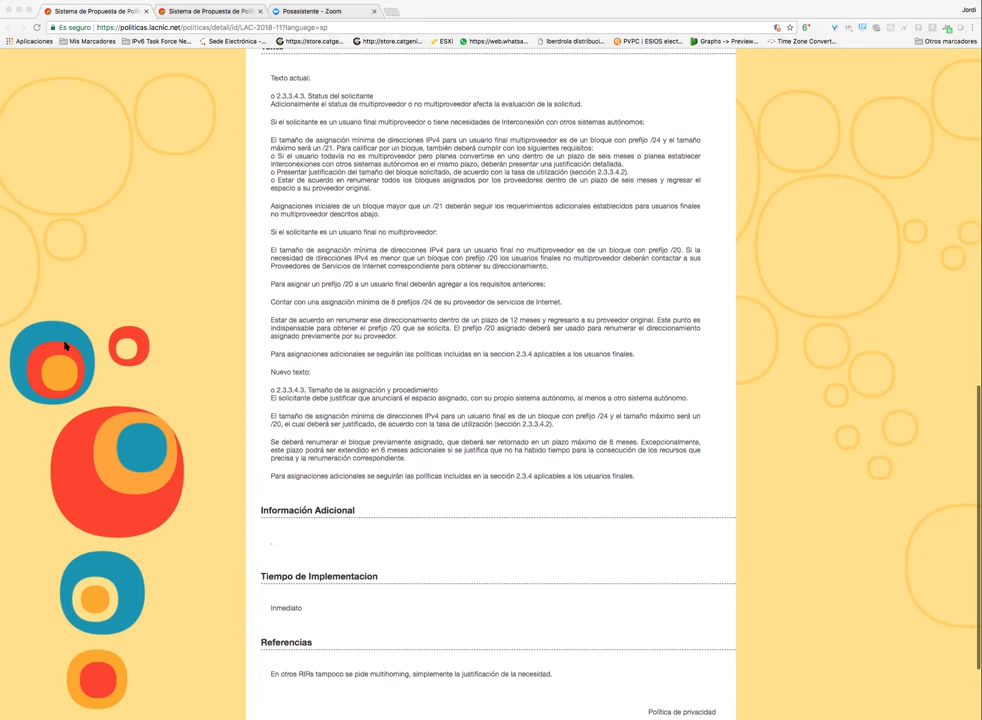 Sistema de Propuesta de Polí
Sistema de Propuesta de Polí
Posasistente - Zoom
Jordi
Es seguro
https://politicas.lacnic.net/politicas/detail/id/LAC-2018-11?language=sp
Aplicaciones
Mis Marcadores
IPv6 Task Force Ne...
Sede Electrónica -...
https://store.catge...
http://store.catgeni...
ESXi
https://web.whatsa...
Iberdrola distribuci...
PVPC | ESIOS elect...
Graphs -> Preview...
Time Zone Convert...
Otros marcadores
Texto actual:
o 2.3.3.4.3. Status del solicitante
Adicionalmente el status de multiproveedor o no multiproveedor afecta la evaluación de la solicitud.
Si el solicitante es un usuario final multiproveedor o tiene necesidades de Interconexión con otros sistemas autónomos:
El tamaño de asignación mínima de direcciones IPv4 para un usuario final multiproveedor es de un bloque con prefijo /24 y el tamaño
máximo será un /21. Para calificar por un bloque, también deberá cumplir con los siguientes requisitos:
o Si el usuario todavía no es multiproveedor pero planea convertirse en uno dentro de un plazo de seis meses o planea establecer
interconexiones con otros sistemas autónomos en el mismo plazo, deberán presentar una justificación detallada.
o Presentar justificación del tamaño del bloque solicitado, de acuerdo con la tasa de utilización (sección 2.3.3.4.2).
o Estar de acuerdo en renumerar todos los bloques asignados por los proveedores dentro de un plazo de seis meses y regresar el
espacio a su proveedor original.
Asignaciones iniciales de un bloque mayor que un /21 deberán seguir los requerimientos adicionales establecidos para usuarios finales
no multiproveedor descritos abajo.
Si el solicitante es un usuario final no multiproveedor:
El tamaño de asignación mínima de direcciones IPv4 para un usuario final no multiproveedor es de un bloque con prefijo /20. Si la
necesidad de direcciones IPv4 es menor que un bloque con prefijo /20 los usuarios finales no multiproveedor deberán contactar a sus
Proveedores de Servicios de Internet correspondiente para obtener su direccionamiento.
Para asignar un prefijo /20 a un usuario final deberán agregar a los requisitos anteriores:
Contar con una asignación mínima de 8 prefijos /24 de su proveedor de servicios de Internet.
Estar de acuerdo en renumerar ese direccionamiento dentro de un plazo de 12 meses y regresarlo a su proveedor original. Este punto es
indispensable para obtener el prefijo /20 que se solicita. El prefijo /20 asignado deberá ser usado para renumerar el direccionamiento
asignado previamente por su proveedor.
Para asignaciones adicionales se seguirán las políticas incluidas en la seccion 2.3.4 aplicables a los usuarios finales.
Nuevo texto:
o 2.3.3.4.3. Tamaño de la asignación y procedimiento
El solicitante debe justificar que anunciará el espacio asignado, con su propio sistema autónomo, al menos a otro sistema autónomo.
El tamaño de asignación mínima de direcciones IPv4 para un usuario final es de un bloque con prefijo /24 y el tamaño máximo será un
/20, el cual deberá ser justificado, de acuerdo con la tasa de utilización (sección 2.3.3.4.2).
Se deberá renumerar el bloque previamente asignado, que deberá ser retornado en un plazo máximo de 6 meses. Excepcionalmente,
este plazo podrá ser extendido en 6 meses adicionales si se justifica que no ha habido tiempo para la consecución de los recursos que
precisa y la renumeración correspondiente.
Para asignaciones adicionales se seguirán las políticas incluidas en la sección 2.3.4 aplicables a los usuarios finales.
Información Adicional
.
Tiempo de Implementacion
Inmediato
Referencias
En otros RIRs tampoco se pide multihoming, simplemente la justificación de la necesidad.
Política de privacidad